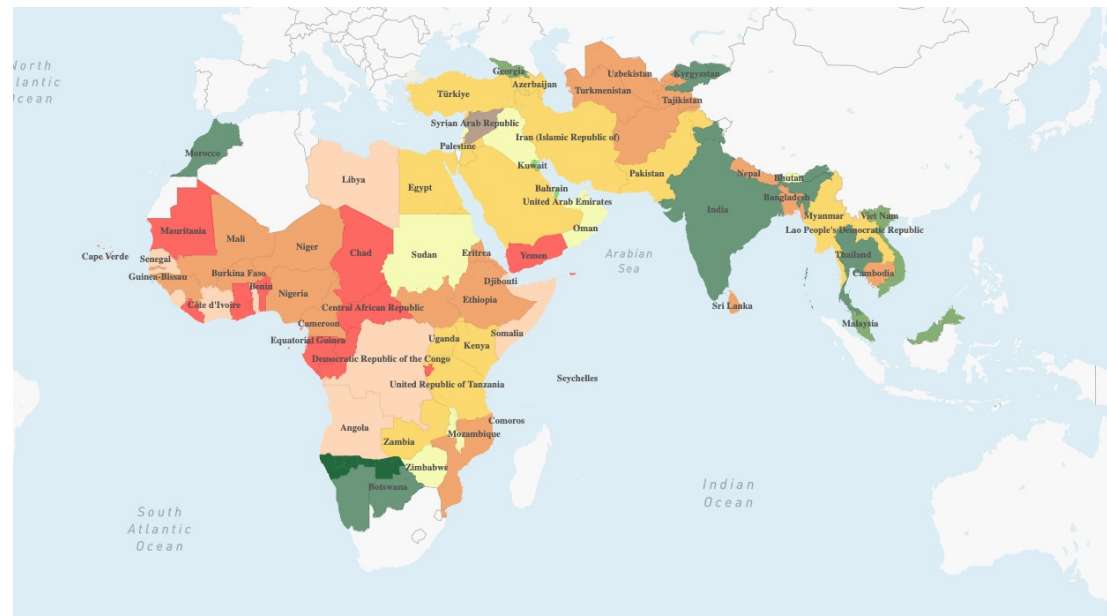 North
lantic
Ocean
Georgia
Azerbaijan
Türkiye
Uzbekistan
Kyrgyzstan
Turkmenistan
Tajikistan
Syrian Arab Republic
Iran (Islamic Republic of)
Palestine
Morocco
Kuwait
Pakistan
Nepal
Bhutan
Libya
Egypt
Bahrain
United Arab Emirates
Bangladesh
India
Myanmar
Viet Nam
Oman
Lao People's Democratic Republic
Mauritania
Mali
Niger
Chad
Sudan
Eritrea
Yemen
Arabian
Sea
Thailand
Cape Verde
Senegal
Guinea-Bissau
Burkina Faso
Benin
Nigeria
Djibouti
Cambodia
Côte d'Ivoire
Central African Republic
Ethiopia
Sri Lanka
Cameroon
Equatorial Guinea
Uganda
Kenya
Somalia
Malaysia
Democratic Republic of the Congo
United Republic of Tanzania
Seychelles
Angola
Comoros
Zambia
Mozambique
Zimbabwe
Botswana
Indian
Ocean
South
Atlantic
Ocean